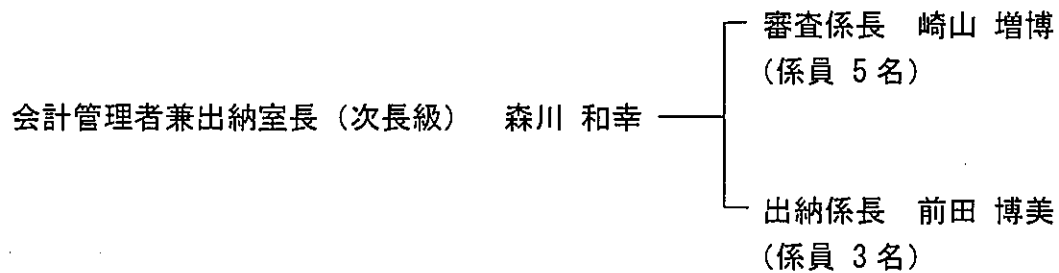 審査係長　崎山 増博
（係員 5名）
会計管理者兼出納室長（次長級）　森川 和幸
出納係長　前田 博美
（係員 3名）